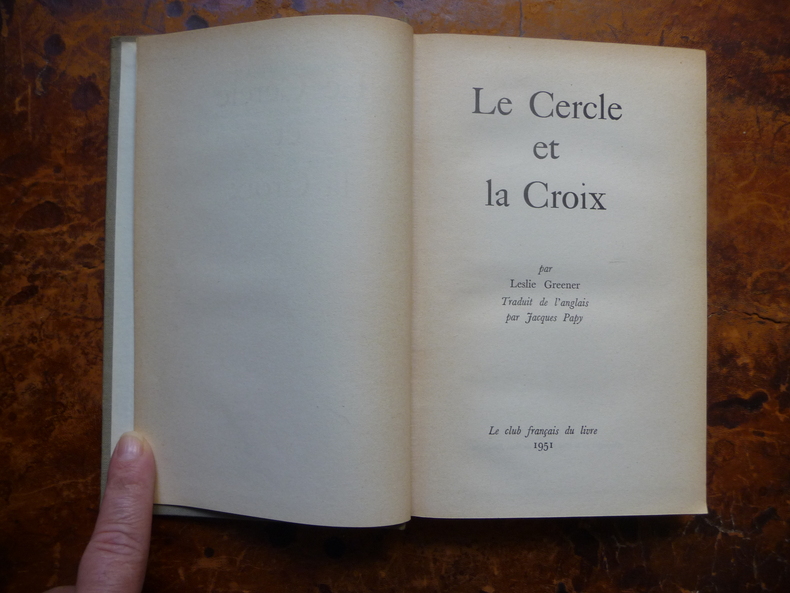 Le Cercle
et
la Croix
par
Leslie Greener
Traduit de l'anglais
par Jacques Papy
Le club français du livre
1951